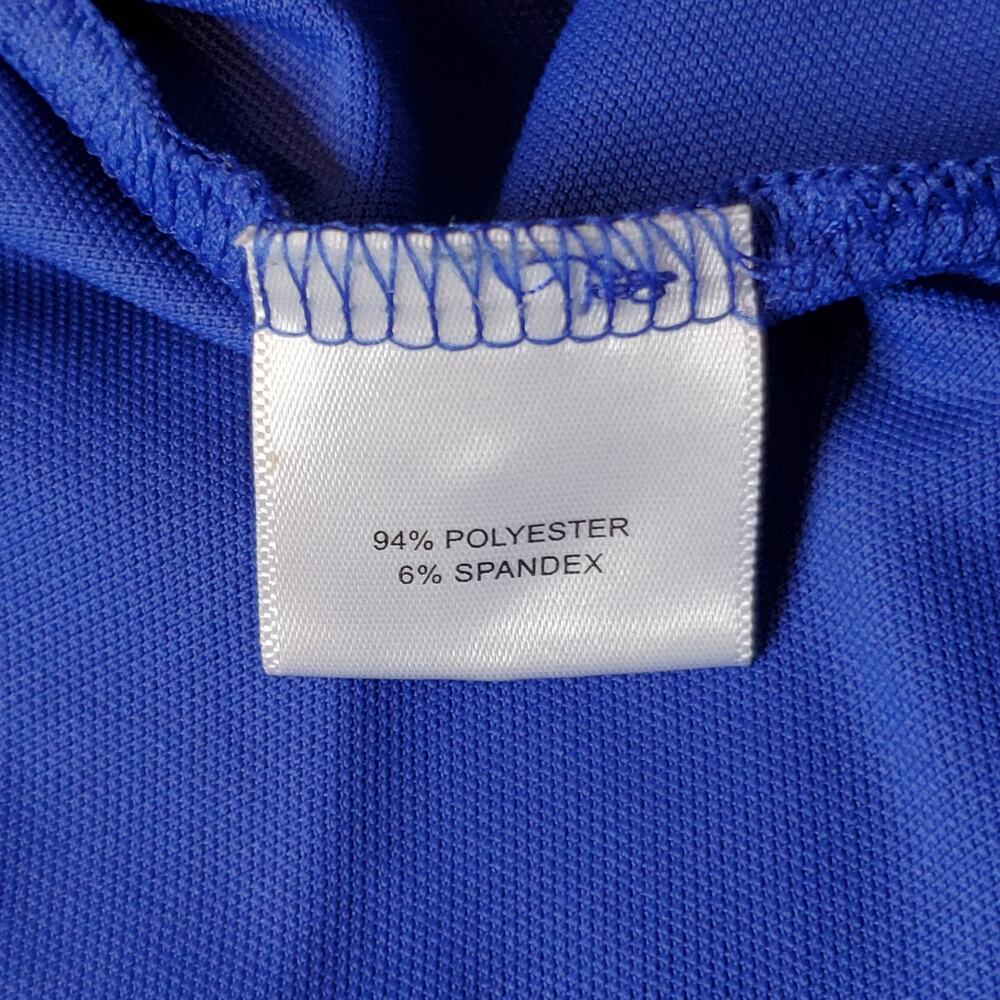 94% POLYESTER
6% SPANDEX